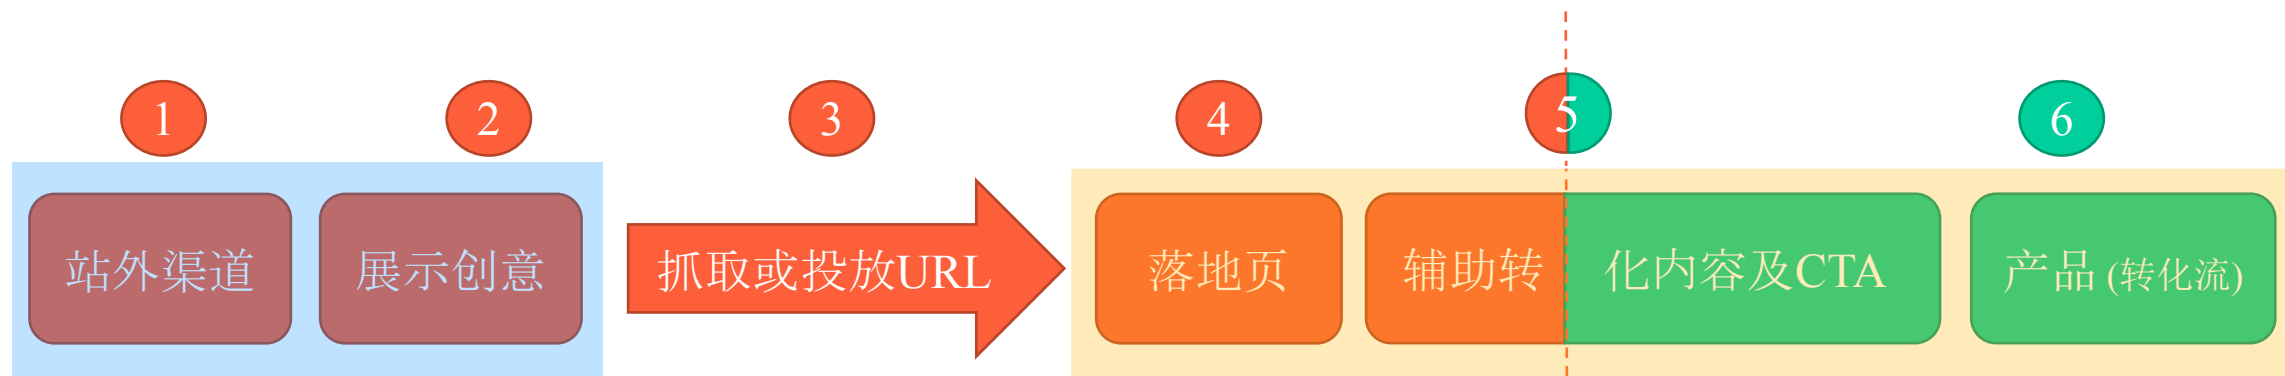 1
2
3
4
5
6
站外渠道
展示创意
抓取或投放URL
落地页
辅助转化内容及CTA
产品 (转化流)